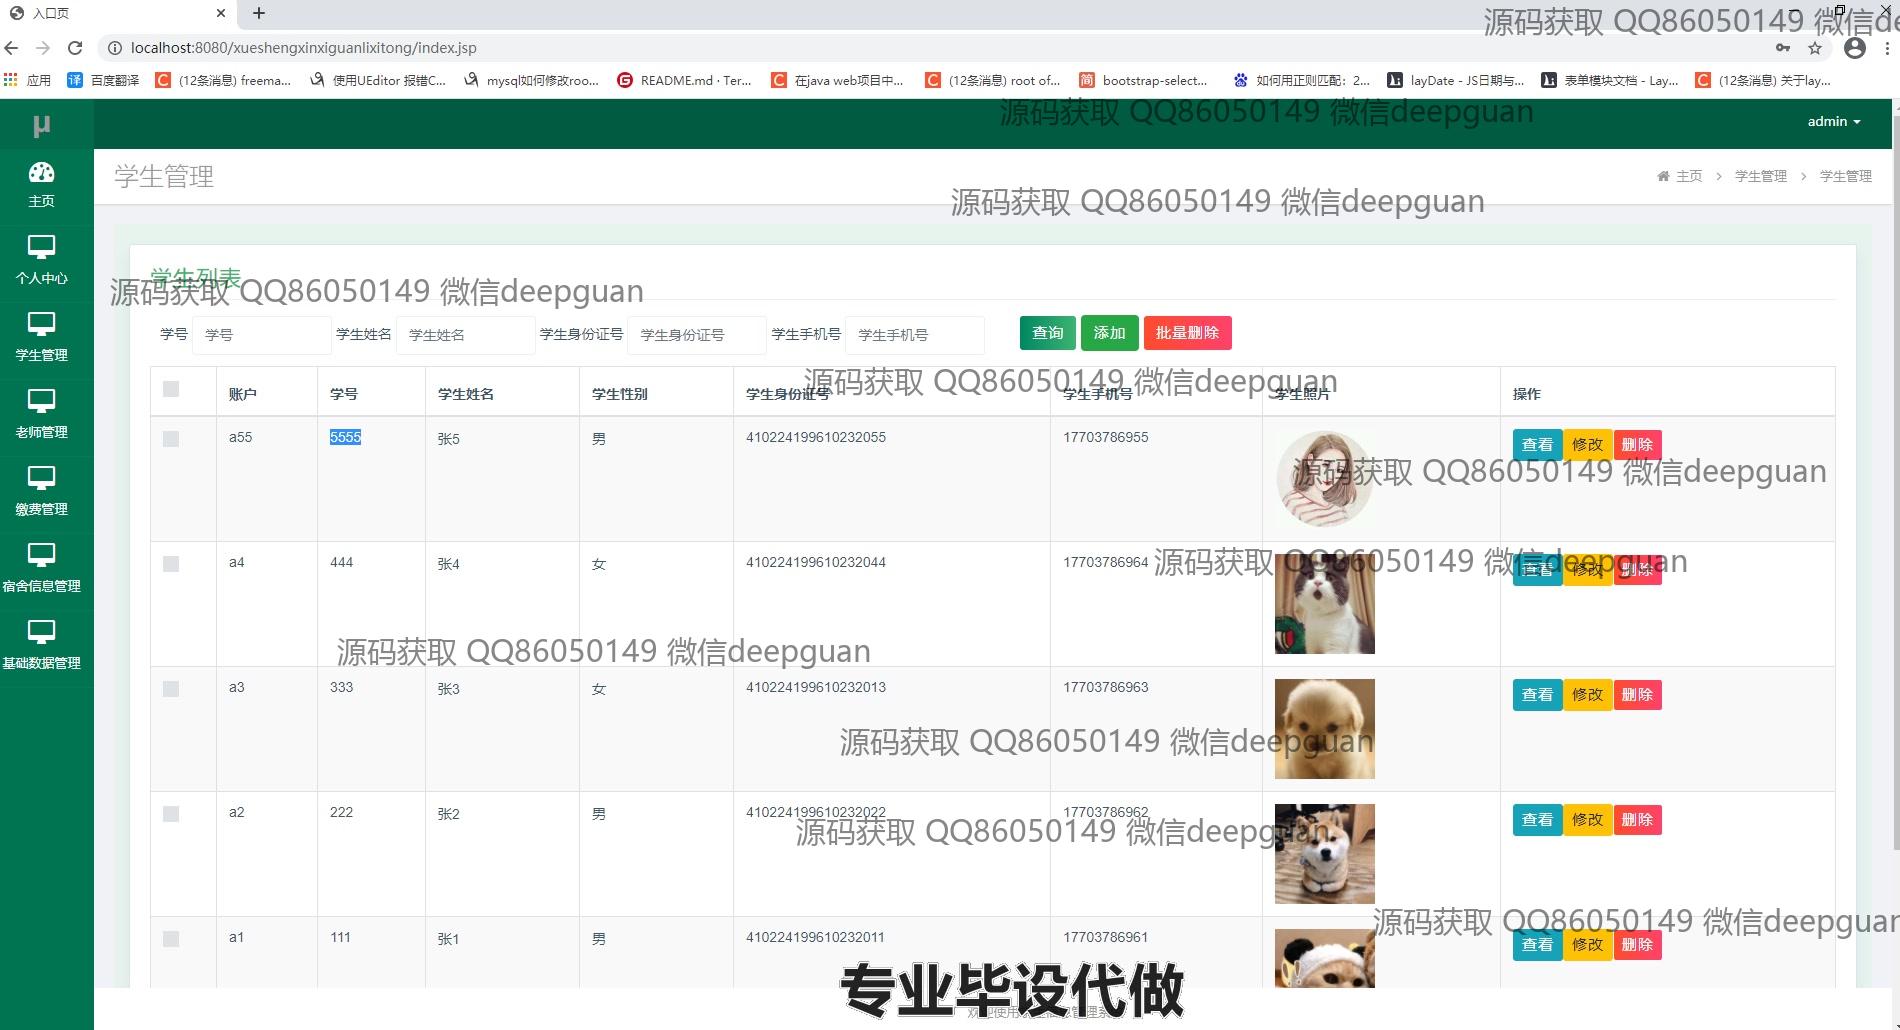 入口页
localhost:8080/xueshengxinxiguanlixitong/index.jsp
源码获取 QQ86050149 微信de
应用 百度翻译 (12条消息) freema... 使用UEditor 报错C... mysql如何修改roo... README.md · Ter... 在java web项目中... (12条消息) root of... bootstrap-select... 如何用正则匹配：2... layDate - JS日期与... 表单模块文档 - Lay... (12条消息) 关于lay...
源码获取 QQ86050149 微信deepguan
μ
admin
主页
学生管理
主页 > 学生管理 > 学生管理
源码获取 QQ86050149 微信deepguan
个人中心
学生列表
源码获取 QQ86050149 微信deepguan
学生管理
学号 学号 学生姓名 学生姓名 学生身份证号 学生身份证号 学生手机号 学生手机号 查询 添加 批量删除
源码获取 QQ86050149 微信deepguan
账户 学号 学生姓名 学生性别 学生身份证号 学生手机号 学生照片 操作
老师管理
a55 5555 张5 男 410224199610232055 17703786955 查看 修改 删除
源码获取 QQ86050149 微信deepguan
缴费管理
a4 444 张4 女 410224199610232044 17703786964 查看 修改 删除
源码获取 QQ86050149 微信deepguan
宿舍信息管理
源码获取 QQ86050149 微信deepguan
基础数据管理
a3 333 张3 女 410224199610232013 17703786963 查看 修改 删除
源码获取 QQ86050149 微信deepguan
a2 222 张2 男 410224199610232022 17703786962 查看 修改 删除
源码获取 QQ86050149 微信deepguan
源码获取 QQ86050149 微信deepguan
a1 111 张1 男 410224199610232011 17703786961 查看 修改 删除
专业毕设代做